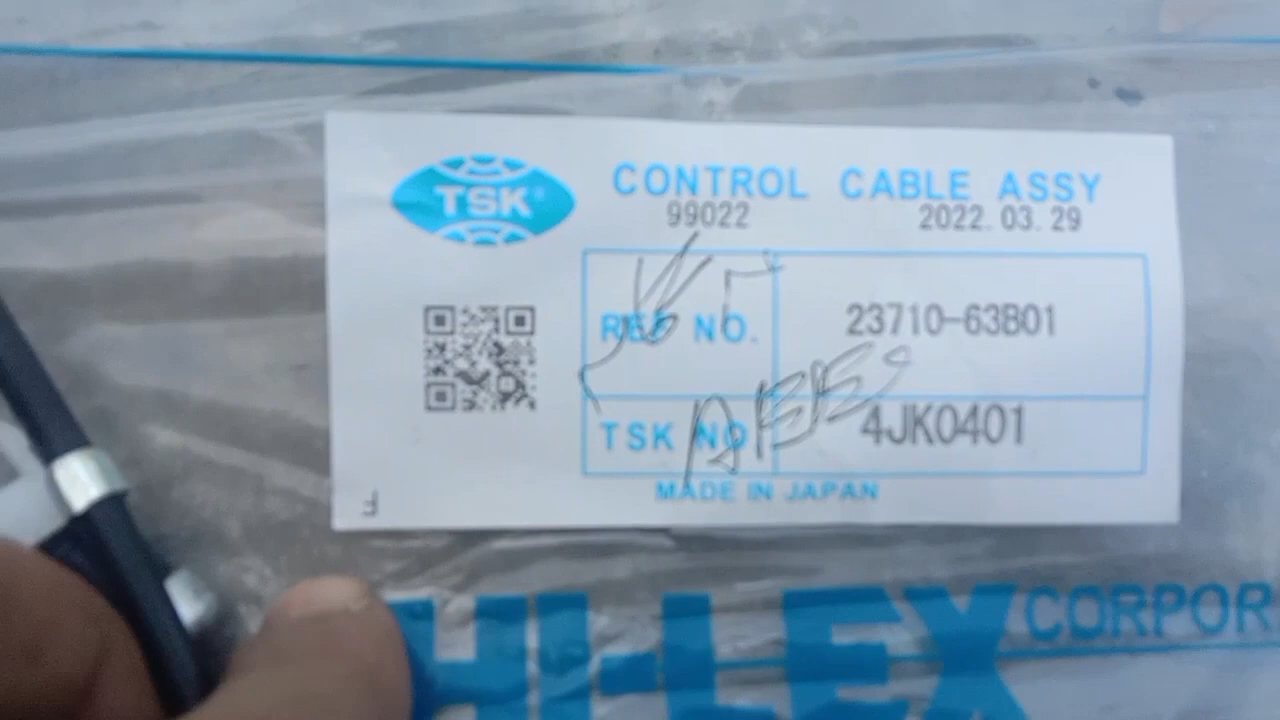 TSK
CONTROL CABLE ASSY
99022 2022.03.29
REF NO. 23710-63B01
TSK NO 4JK0401
MADE IN JAPAN
F
HI-LEX CORPOR